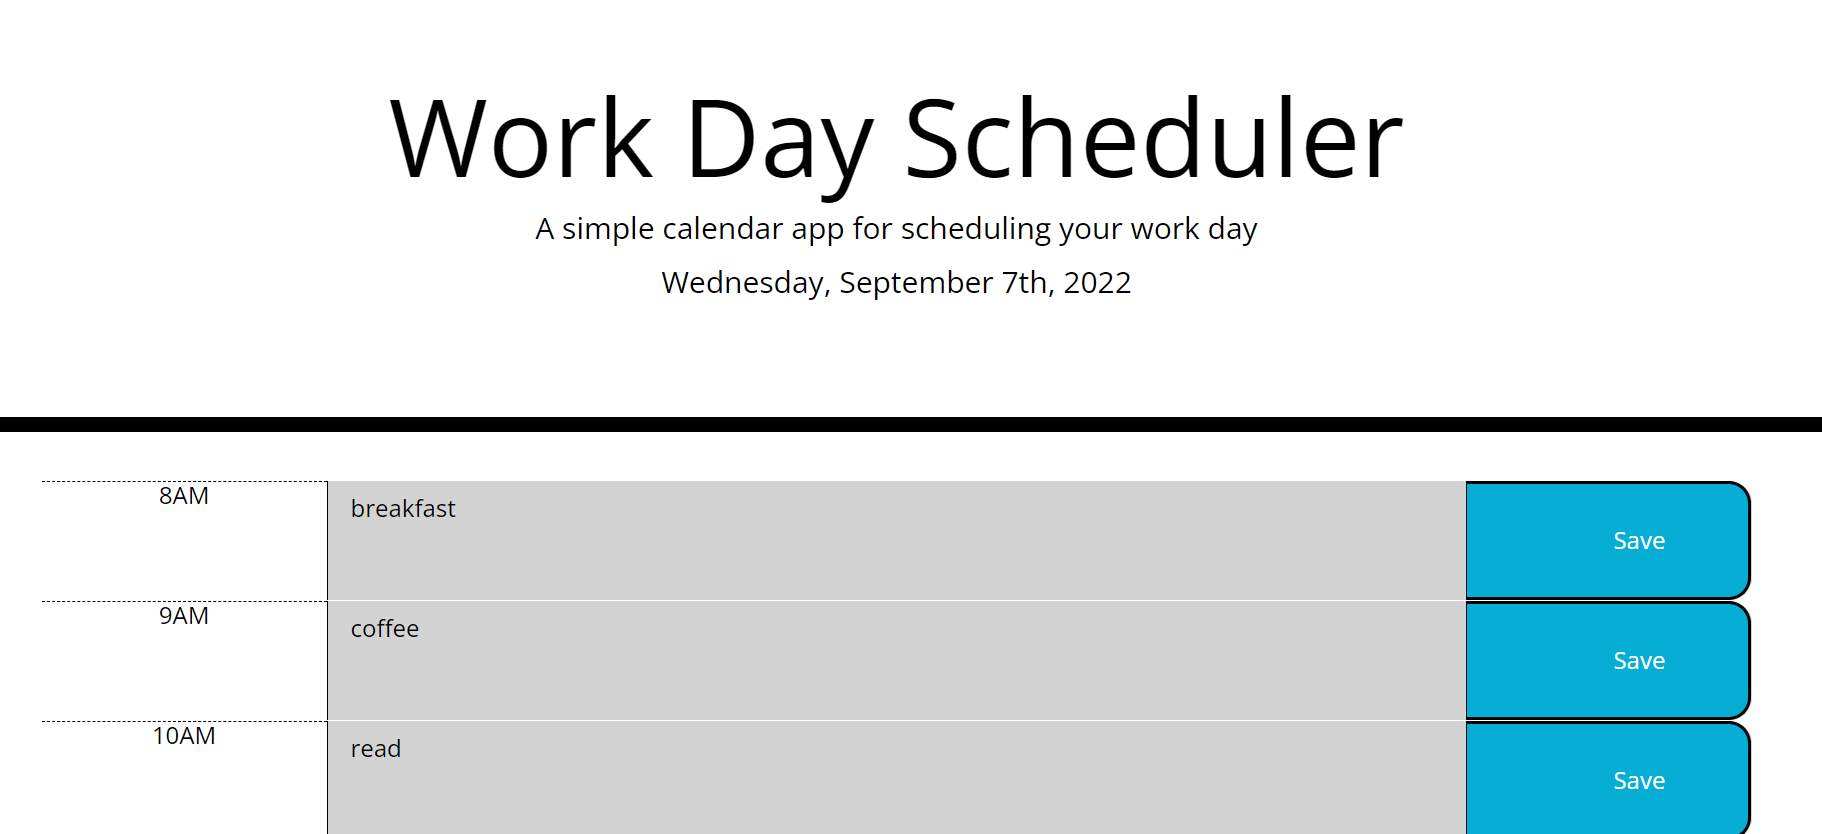 Work Day Scheduler
A simple calendar app for scheduling your work day
Wednesday, September 7th, 2022
8AM
breakfast
Save
9AM
coffee
Save
10AM
read
Save